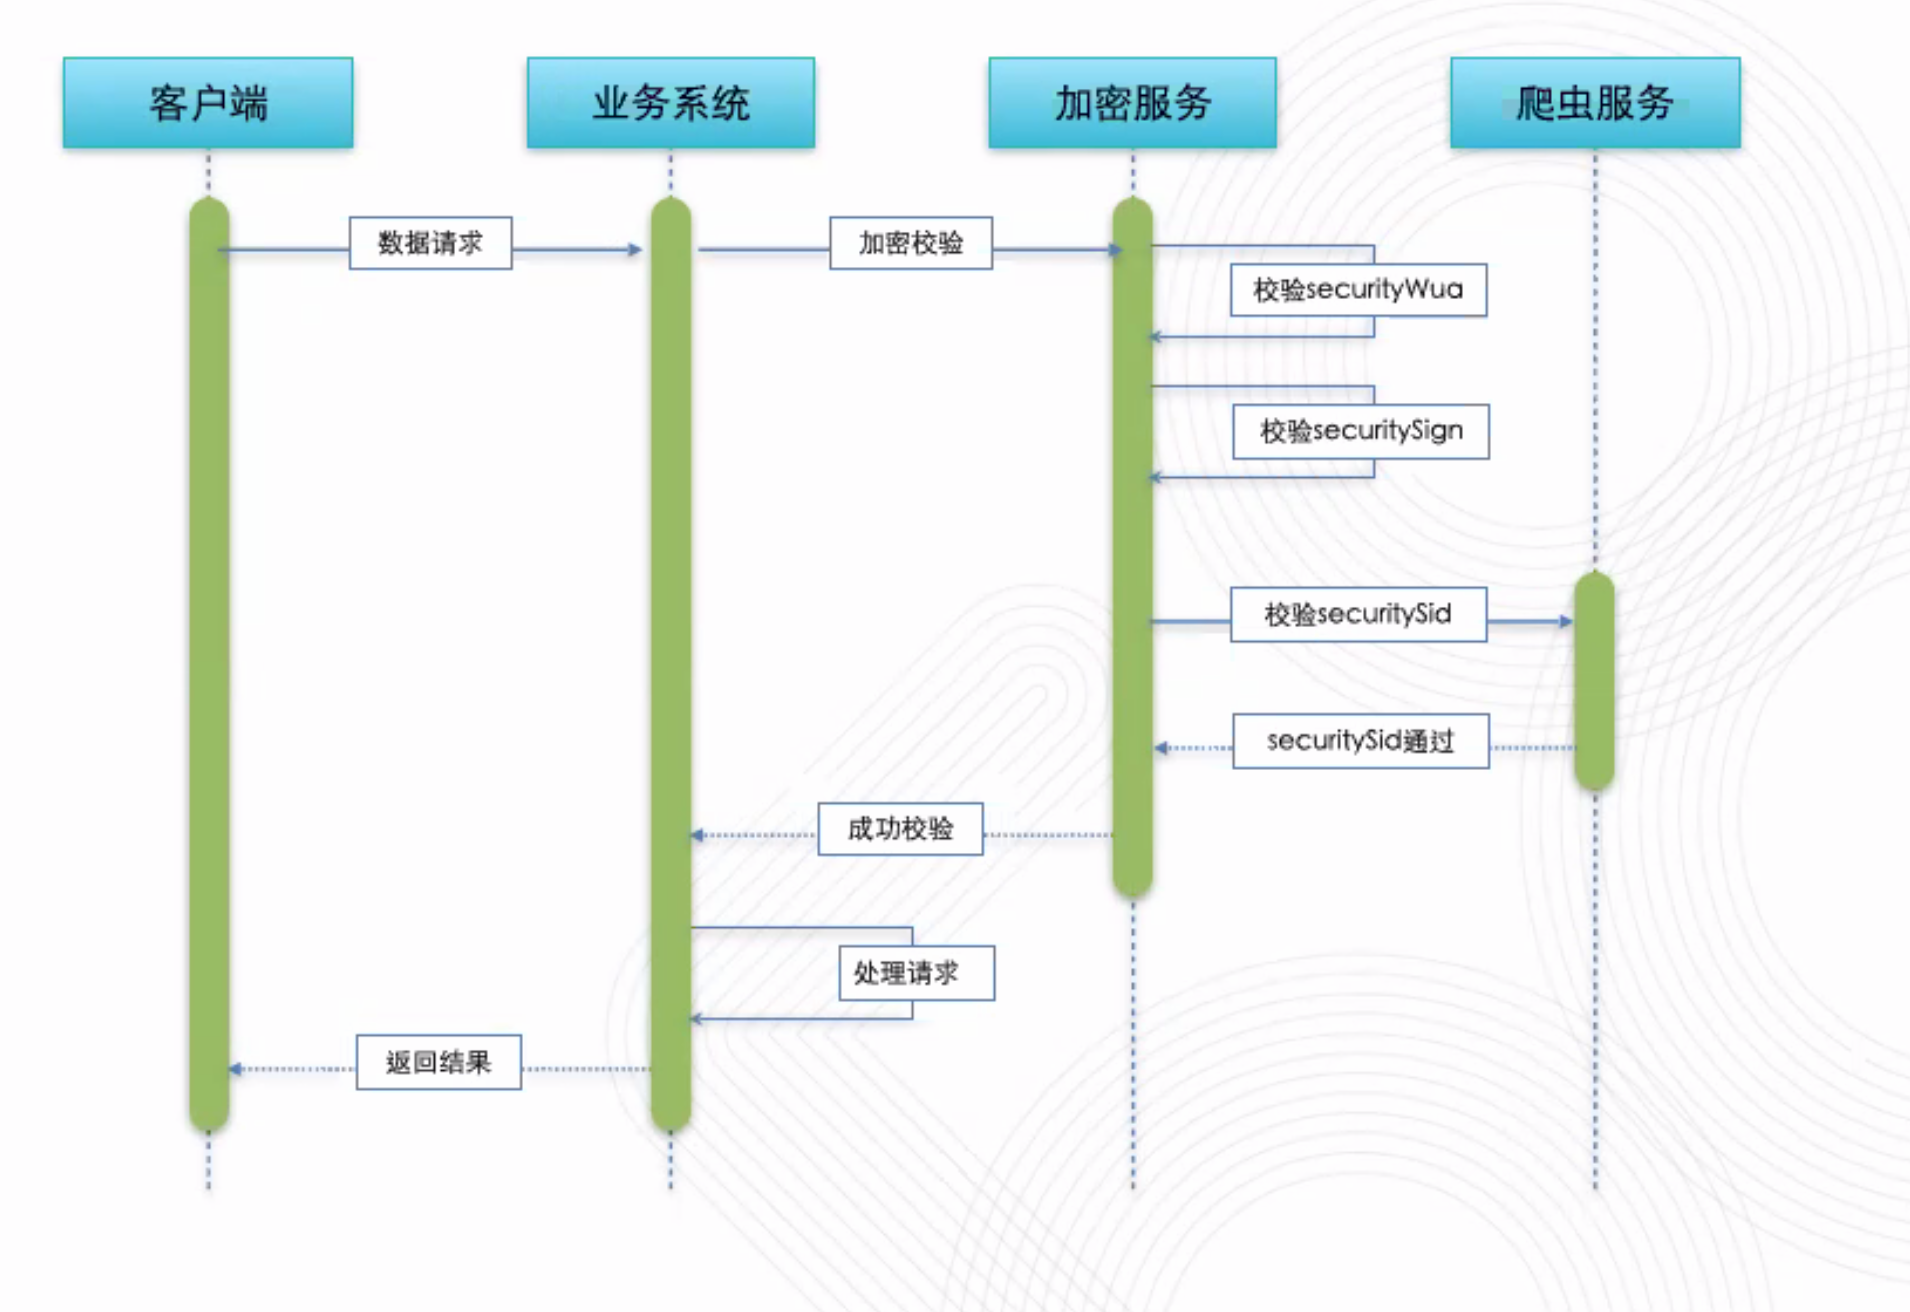 客户端
业务系统
加密服务
爬虫服务
数据请求
加密校验
校验securityWua
校验securitySign
校验securitySid
securitySid通过
成功校验
处理请求
返回结果